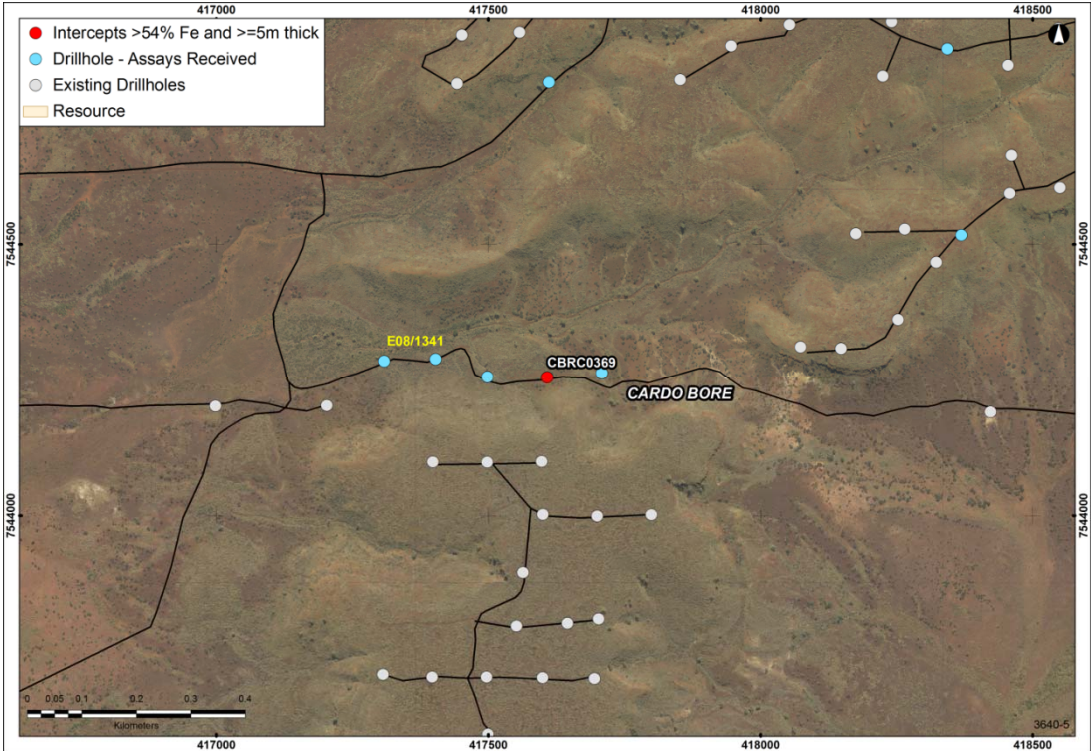 417000 417500 418000 418500
Intercepts >54% Fe and >=5m thick
Drillhole - Assays Received
Existing Drillholes
Resource
7544500 7544500
E08/1341
CBRC0369
CARDO BORE
7544000 7544000
0 0.05 0.1 0.2 0.3 0.4
Kilometers
3640-5
417000 417500 418000 418500